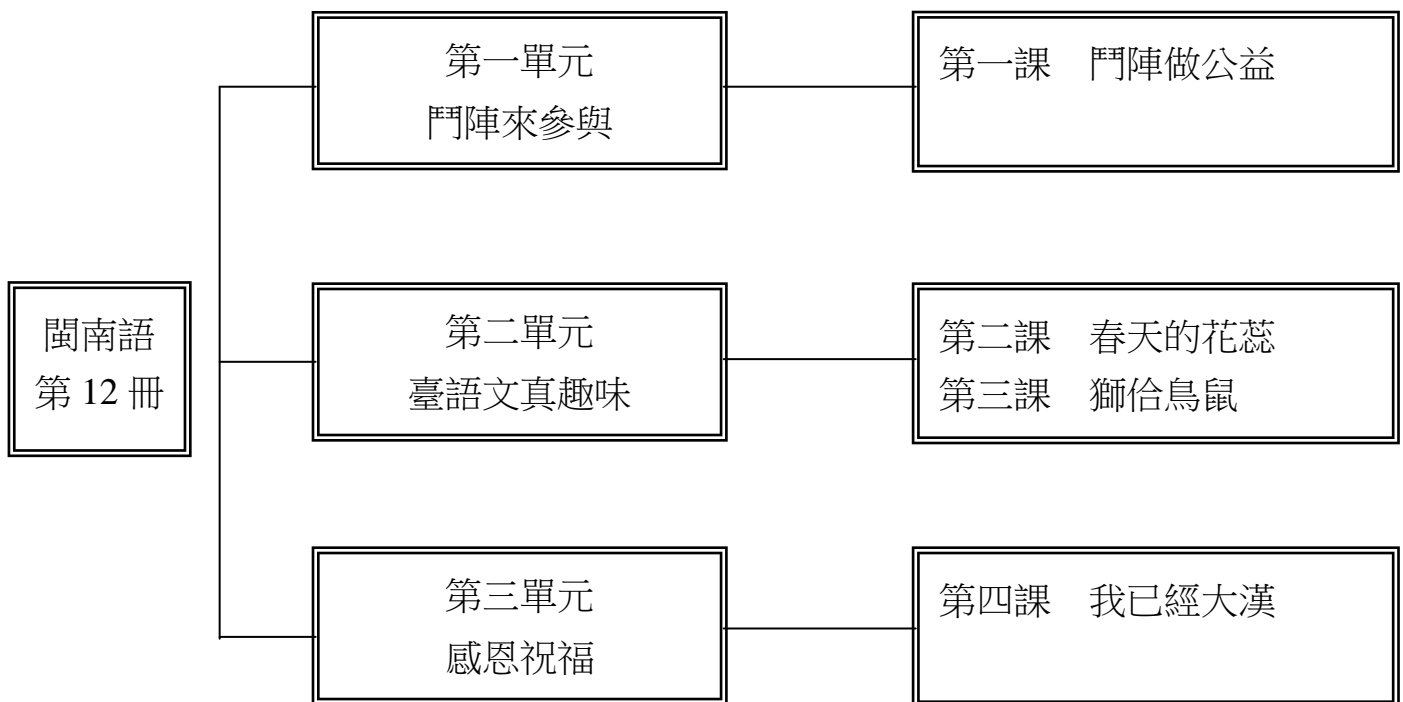 閩南語
第 12 冊
第一單元
鬥陣來參與
第一課　鬥陣做公益
第二單元
臺語文真趣味
第二課　春天的花蕊
第三課　獅佮鳥鼠
第三單元
感恩祝福
第四課　我已經大漢